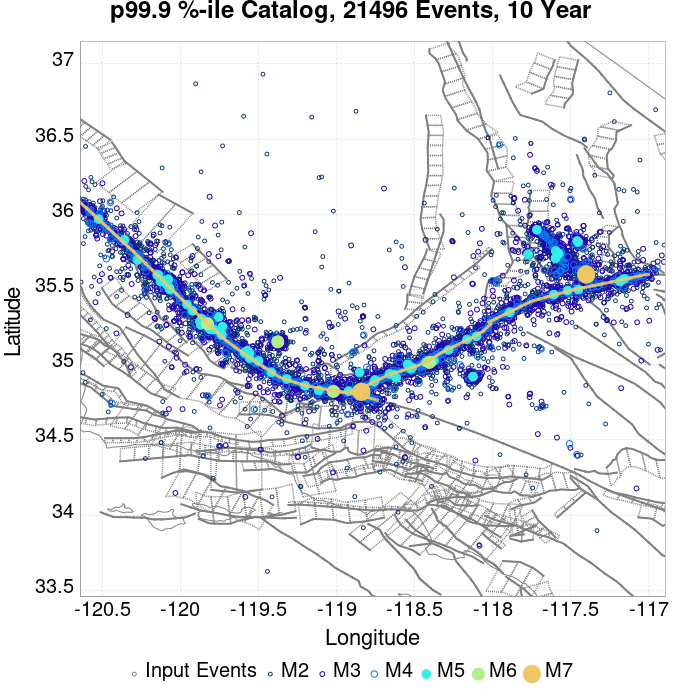 p99.9 %-ile Catalog, 21496 Events, 10 Year
37
36.5
36
35.5
35
34.5
34
33.5
Latitude
-120.5 -120 -119.5 -119 -118.5 -118 -117.5 -117
Longitude
Input Events M2 M3 M4 M5 M6 M7